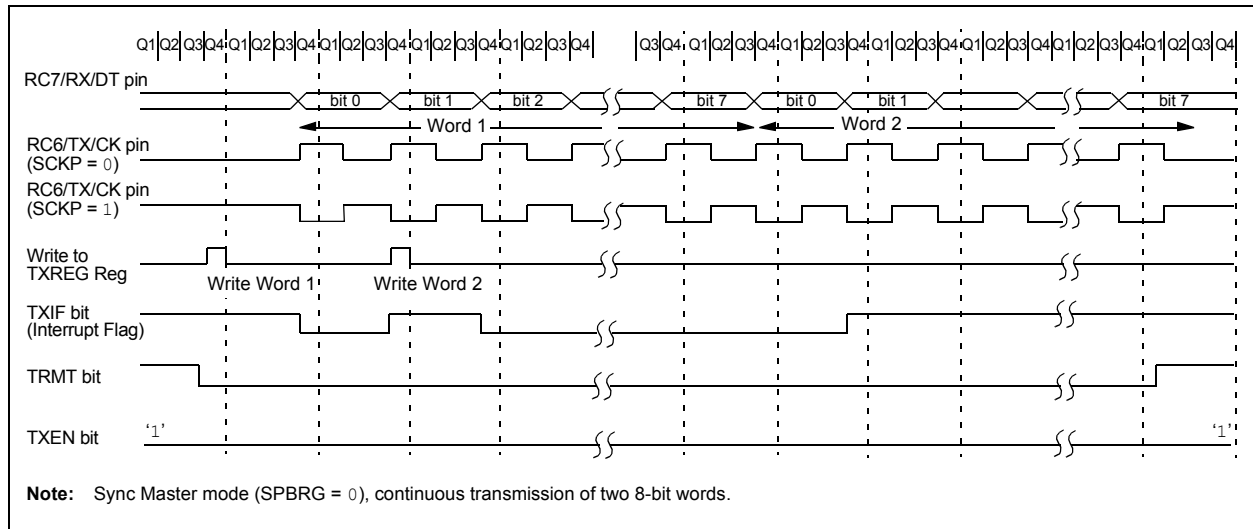 Q1 Q2 Q3 Q4 Q1 Q2 Q3 Q4 Q1 Q2 Q3 Q4 Q1 Q2 Q3 Q4 Q1 Q2 Q3 Q4 Q3 Q4 Q1 Q2 Q3 Q4 Q1 Q2 Q3 Q4 Q1 Q2 Q3 Q4 Q1 Q2 Q3 Q4 Q1 Q2 Q3 Q4 Q1 Q2 Q3 Q4
RC7/RX/DT pin
bit 0 bit 1 bit 2 bit 7 bit 0 bit 1 bit 7
Word 1 Word 2
RC6/TX/CK pin
(SCKP = 0)
RC6/TX/CK pin
(SCKP = 1)
Write to
TXREG Reg
Write Word 1 Write Word 2
TXIF bit
(Interrupt Flag)
TRMT bit
TXEN bit
‘1’ ‘1’
Note: Sync Master mode (SPBRG = 0), continuous transmission of two 8-bit words.